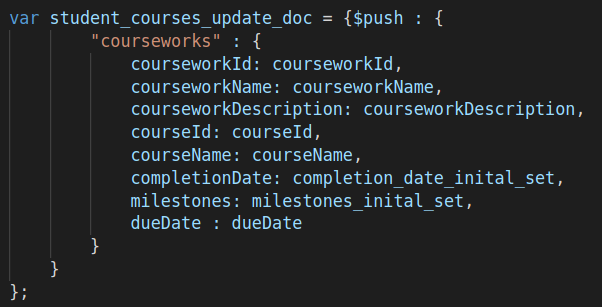 var student_courses_update_doc = {$push : {
"courseworks" : {
courseworkId: courseworkId,
courseworkName: courseworkName,
courseworkDescription: courseworkDescription,
courseId: courseId,
courseName: courseName,
completionDate: completion_date_inital_set,
milestones: milestones_inital_set,
dueDate : dueDate
}
}
};